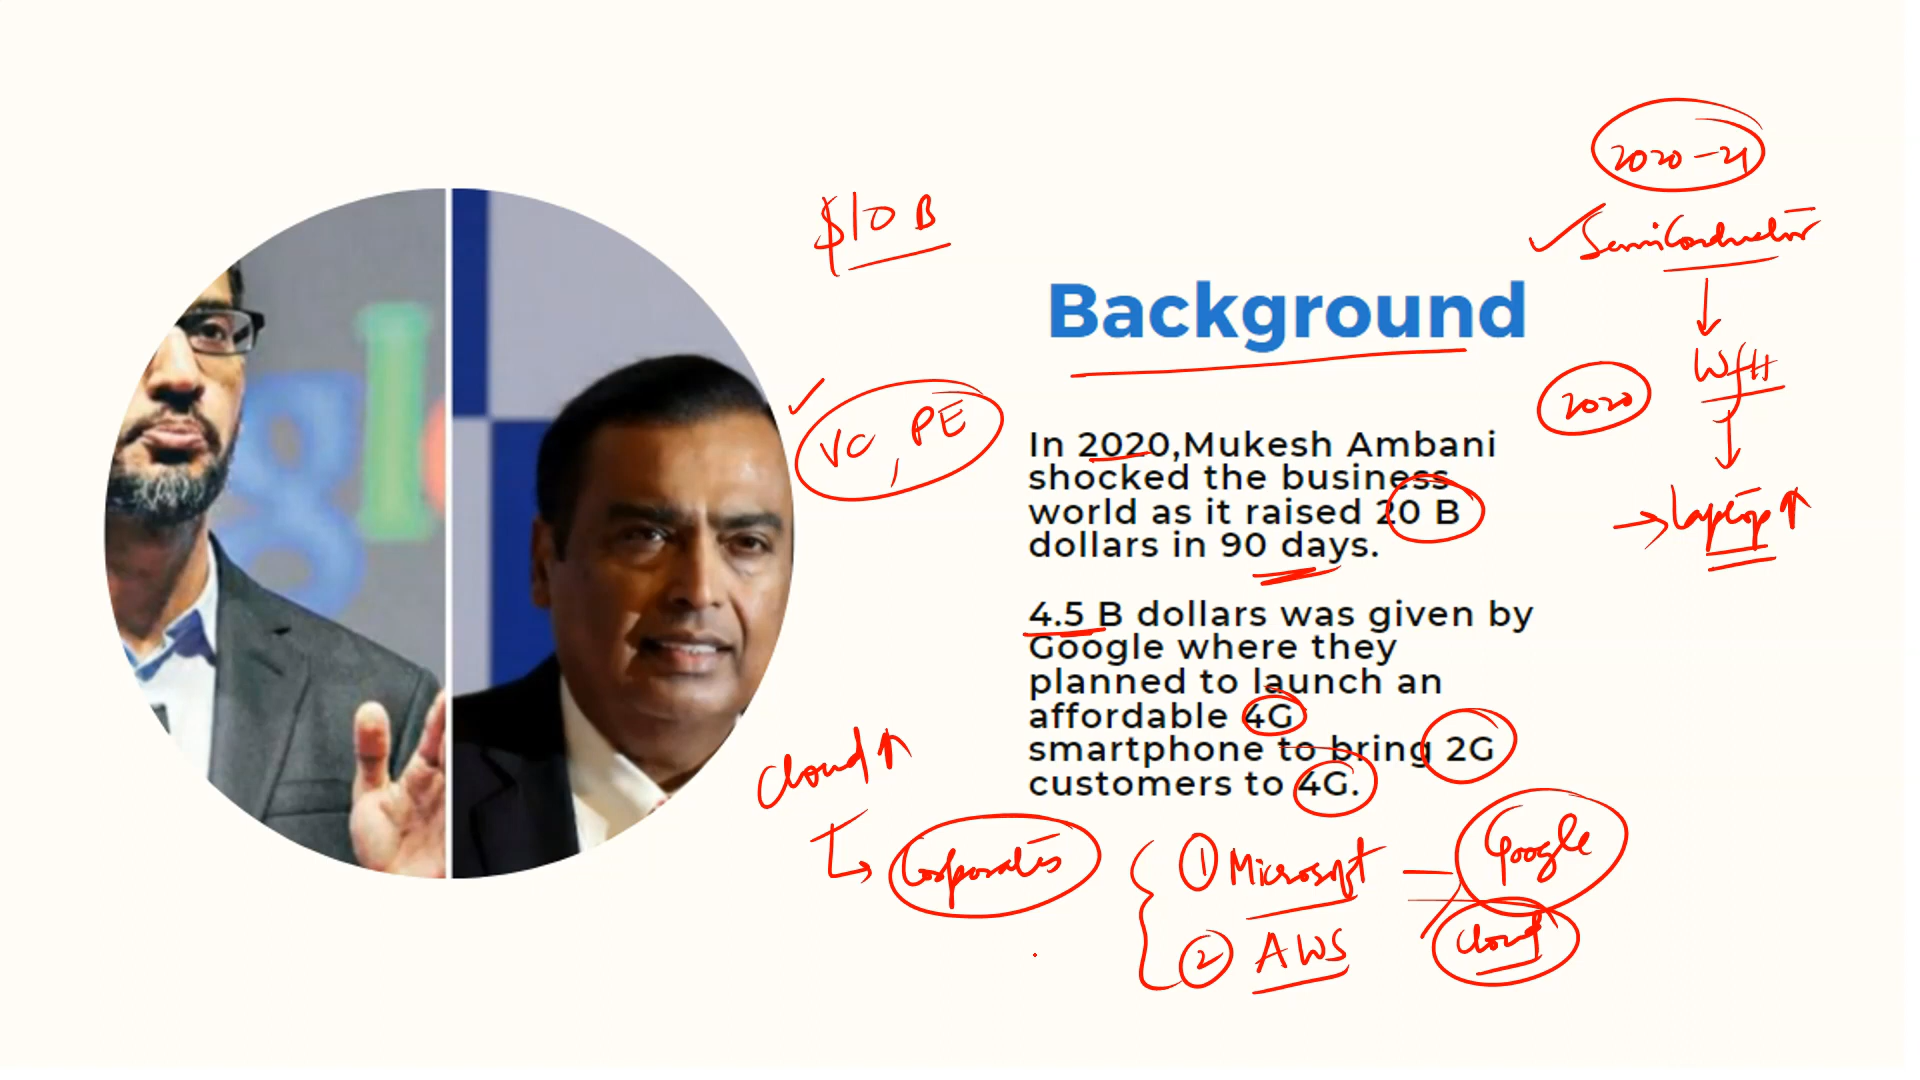 2020-21
$10 B
SemiConductor
Background
WfH
2020
VC, PE
In 2020,Mukesh Ambani
shocked the business
world as it raised 20 B
dollars in 90 days.
Laptop
4.5 B dollars was given by
Google where they
planned to launch an
affordable 4G
smartphone to bring 2G
customers to 4G.
Cloud
Corporates
① Microsoft
Google
② AWS
Cloud